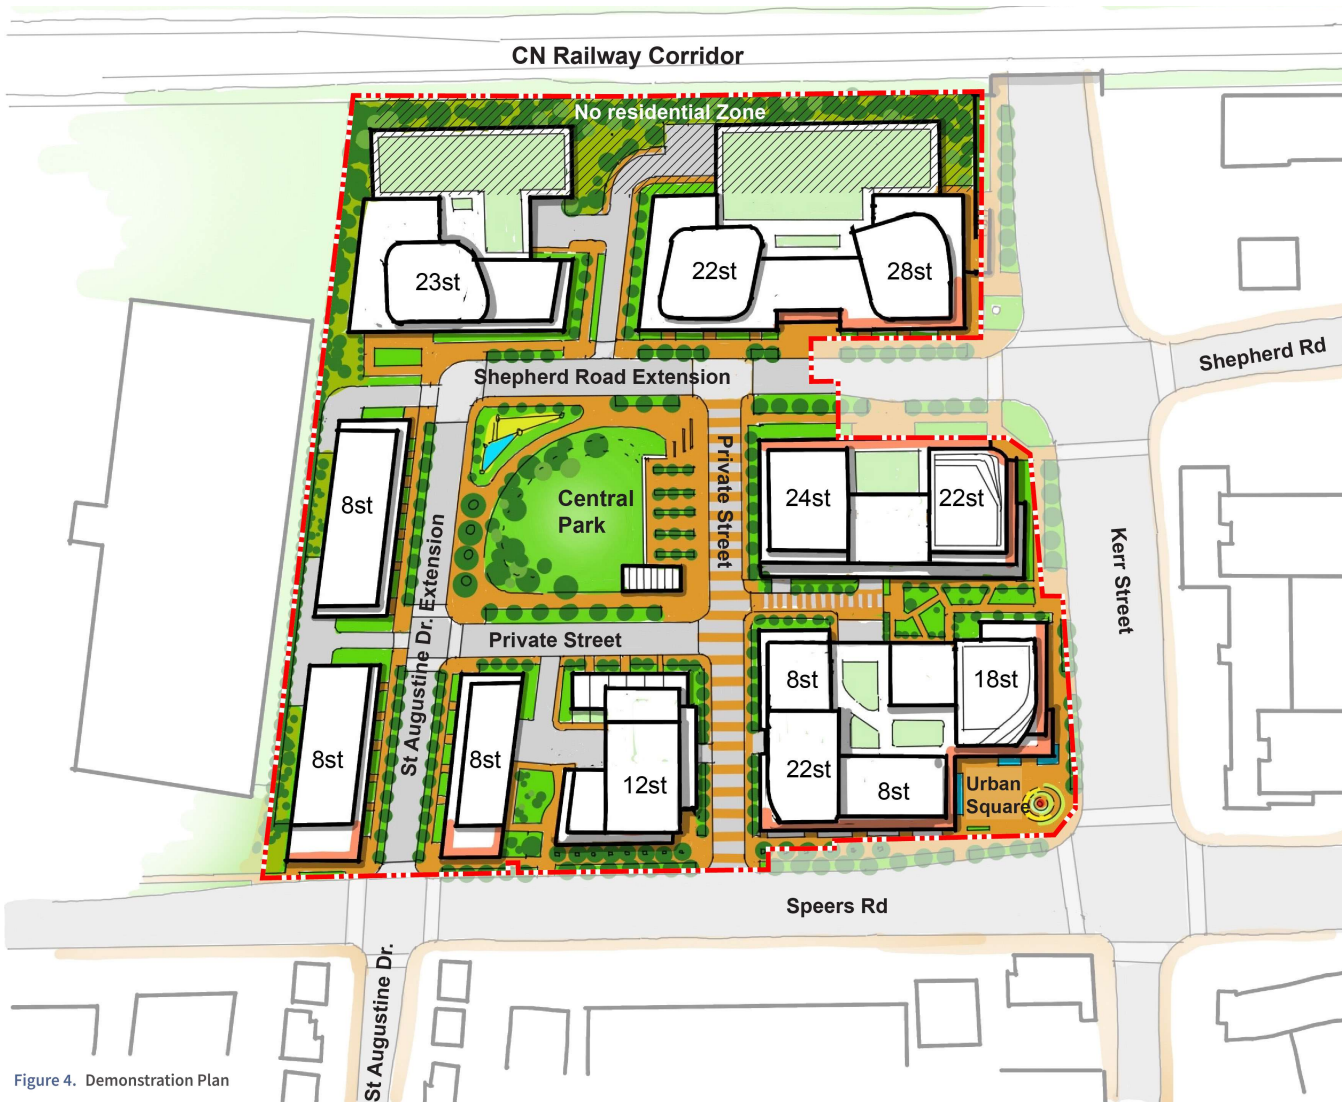 CN Railway Corridor
No residential Zone
23st
22st
28st
Shepherd Rd
Shepherd Road Extension
Private Street
8st
Central
Park
24st
22st
Kerr Street
St Augustine Dr. Extension
Private Street
8st
18st
8st
8st
12st
22st
8st
Urban
Square
Speers Rd
St Augustine Dr.
Figure 4. Demonstration Plan